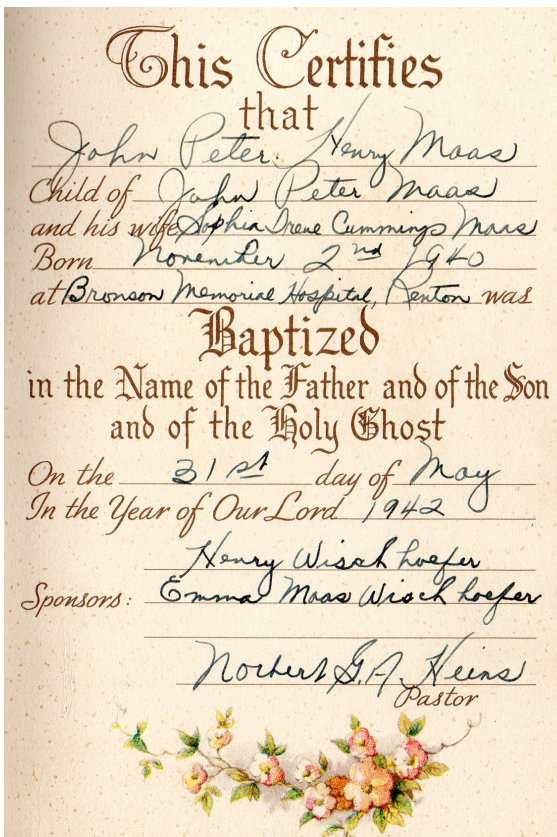 This Certifies
that
John Peter Henry Maas
Child of John Peter Maas
and his wife Sophia Irene Cummings Maas
Born November 2nd 1940
at Bronson Memorial Hospital, Renton was
Baptized
in the Name of the Father and of the Son
and of the Holy Ghost
On the 31st day of May
In the Year of Our Lord 1942
Henry Wischhoefer
Sponsors: Emma Maas Wischhoefer
Norbert G. A. Heins
Pastor